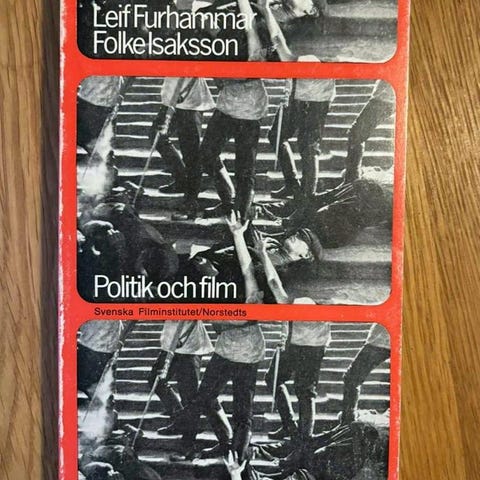 Leif Furhammar
Folke Isaksson
Politik och film
Svenska Filminstitutet/Norstedts